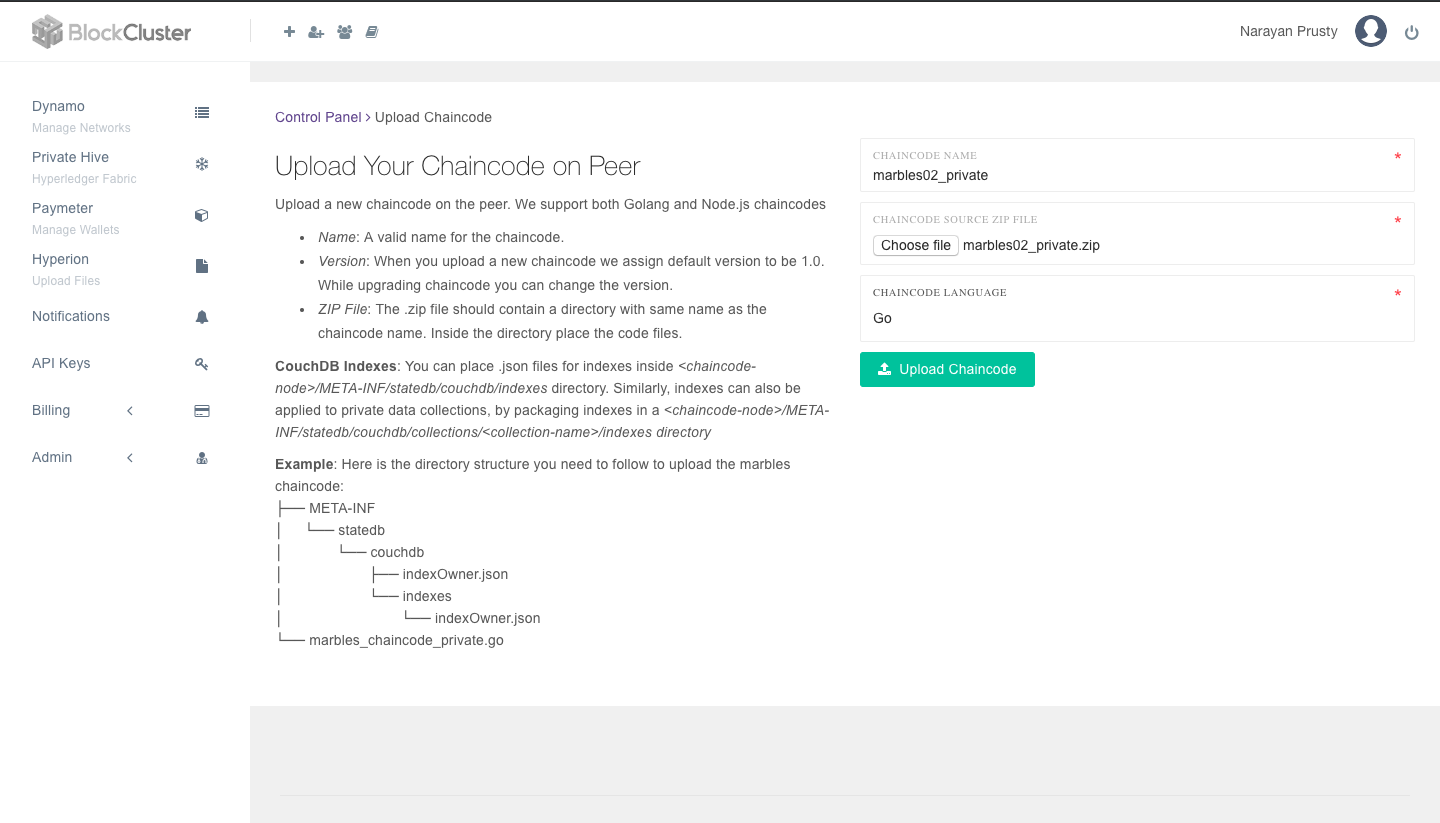 BlockCluster
Narayan Prusty
Dynamo
Manage Networks
Private Hive
Hyperledger Fabric
Paymeter
Manage Wallets
Hyperion
Upload Files
Notifications
API Keys
Billing
Admin
Control Panel > Upload Chaincode
Upload Your Chaincode on Peer
Upload a new chaincode on the peer. We support both Golang and Node.js chaincodes
• Name: A valid name for the chaincode.
• Version: When you upload a new chaincode we assign default version to be 1.0.
While upgrading chaincode you can change the version.
• ZIP File: The .zip file should contain a directory with same name as the
chaincode name. Inside the directory place the code files.
CouchDB Indexes: You can place .json files for indexes inside <chaincode-
node>/META-INF/statedb/couchdb/indexes directory. Similarly, indexes can also be
applied to private data collections, by packaging indexes in a <chaincode-node>/META-
INF/statedb/couchdb/collections/<collection-name>/indexes directory
Example: Here is the directory structure you need to follow to upload the marbles
chaincode:
├── META-INF
│   └── statedb
│       └── couchdb
│           ├── indexOwner.json
│           └── indexes
│               └── indexOwner.json
└── marbles_chaincode_private.go
CHAINCODE NAME *
marbles02_private
CHAINCODE SOURCE ZIP FILE *
Choose file marbles02_private.zip
CHAINCODE LANGUAGE *
Go
Upload Chaincode